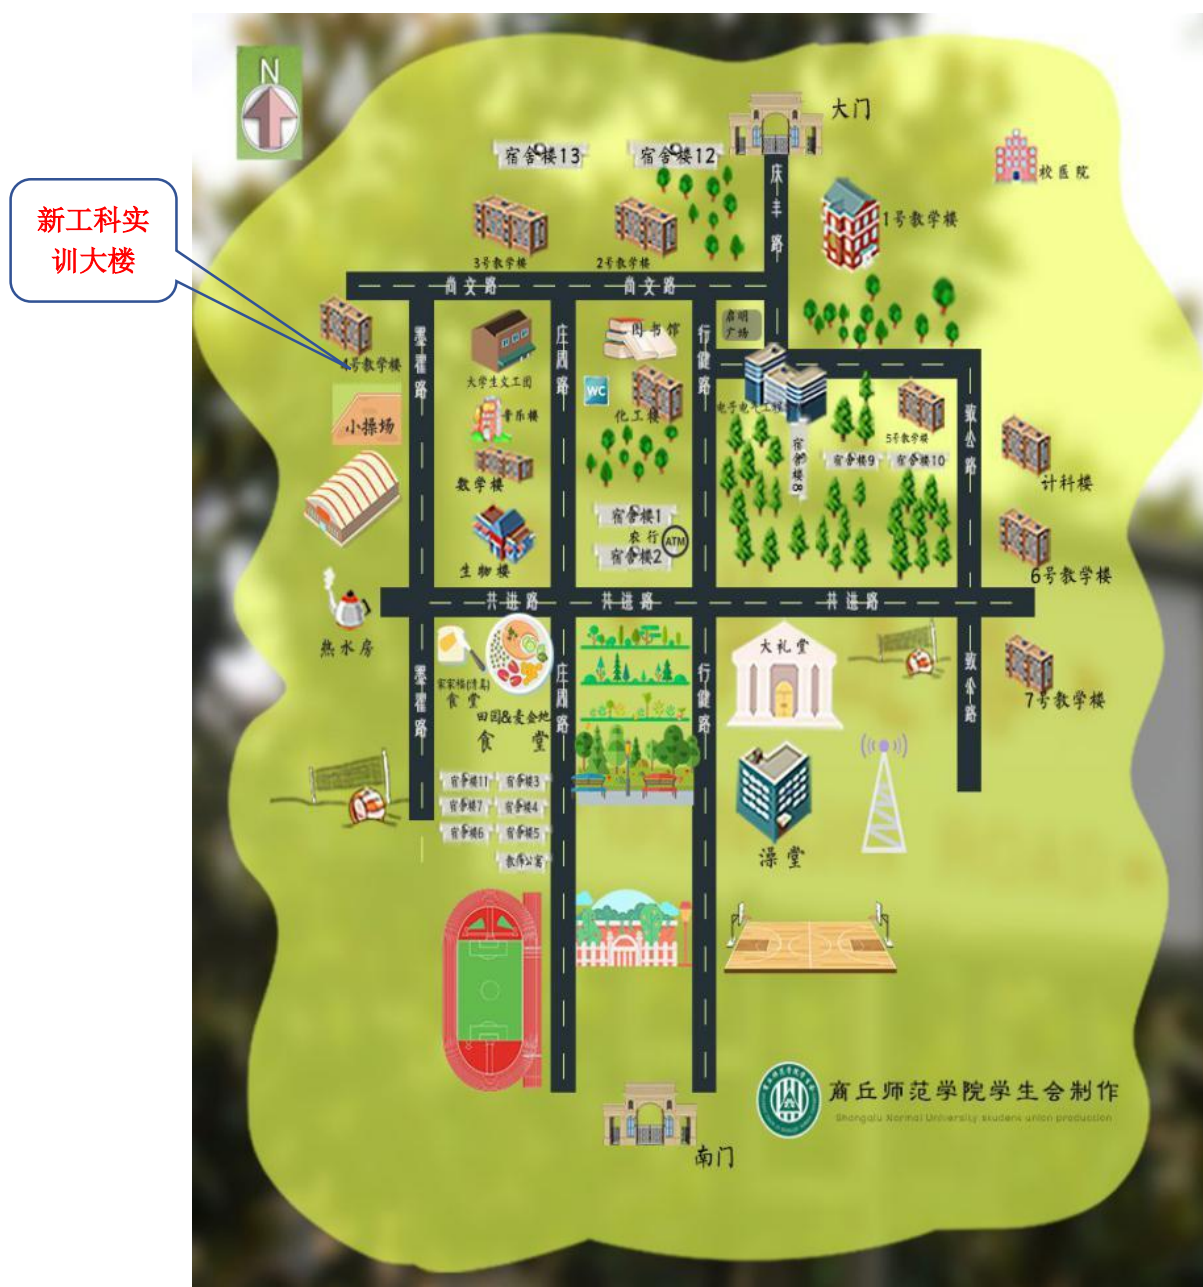 N
大门
宿舍楼13
宿舍楼12
校医院
庆丰路
1号教学楼
新工科实
训大楼
3号教学楼
2号教学楼
尚文路
尚文路
启明
广场
图书馆
墨翟路
庄周路
行健路
4号教学楼
大学生文工团
WC
化工楼
电子电气工程
音乐楼
小操场
5号教学楼
致公路
宿舍楼8
宿舍楼9
宿舍楼10
计科楼
数学楼
宿舍楼1
农行
ATM
宿舍楼2
生物楼
6号教学楼
共进路
共进路
共进路
热水房
大礼堂
墨翟路
家家福(清真)
食堂
庄周路
行健路
致公路
7号教学楼
田园&麦金地
食堂
宿舍楼11
宿舍楼3
宿舍楼7
宿舍楼4
宿舍楼6
宿舍楼5
教师公寓
澡堂
商丘师范学院学生会制作
Shangqiu Normal University student union production
南门